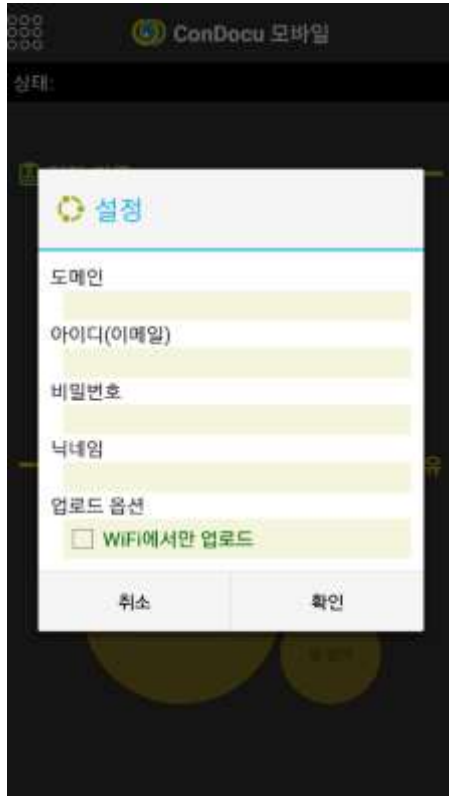 ConDocu 모바일
상태:
설정
도메인
아이디(이메일)
비밀번호
닉네임
유
업로드 옵션
WiFi에서만 업로드
취소
확인